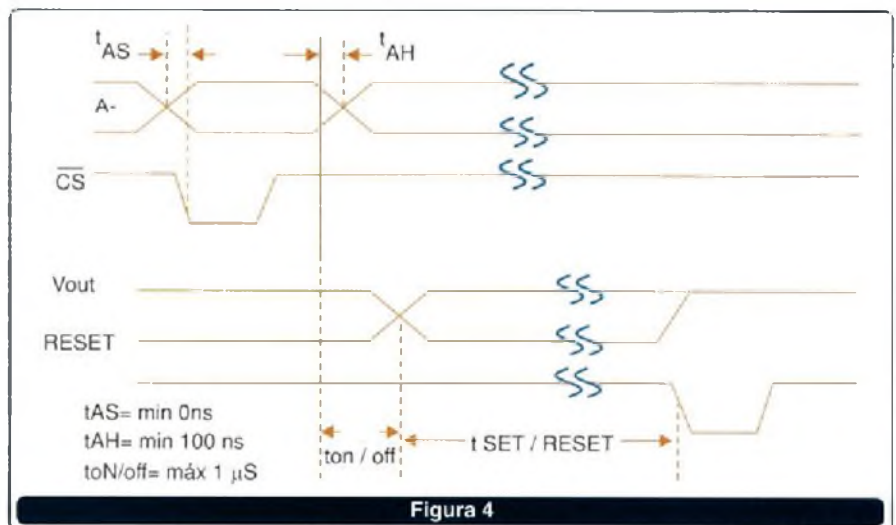 tAS
tAH
A-
CS
Vout
RESET
tAS= min 0ns
tAH= min 100 ns
toN/off= máx 1 µS
ton / off
t SET / RESET
Figura 4